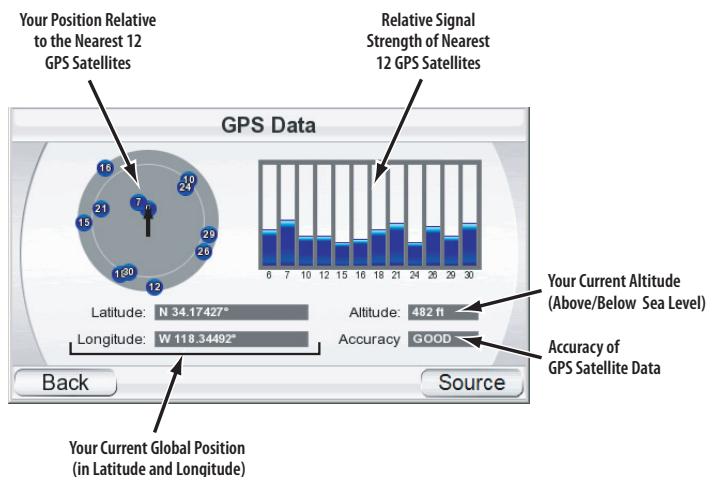 Your Position Relative
to the Nearest 12
GPS Satellites
Relative Signal
Strength of Nearest
12 GPS Satellites
GPS Data
16
10
24
7
21
15
29
26
30
12
6 7 10 12 15 16 18 21 24 26 29 30
Latitude: N 34.17427°
Altitude: 482 ft
Longitude: W 118.34492°
Accuracy GOOD
Back
Source
Your Current Altitude
(Above/Below Sea Level)
Accuracy of
GPS Satellite Data
Your Current Global Position
(in Latitude and Longitude)